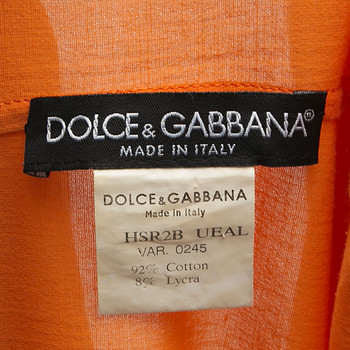 DOLCE & GABBANA®
MADE IN ITALY
DOLCE & GABBANA
Made in Italy
HSR2B UEAL
VAR. 0245
92% Cotton
8% Lycra